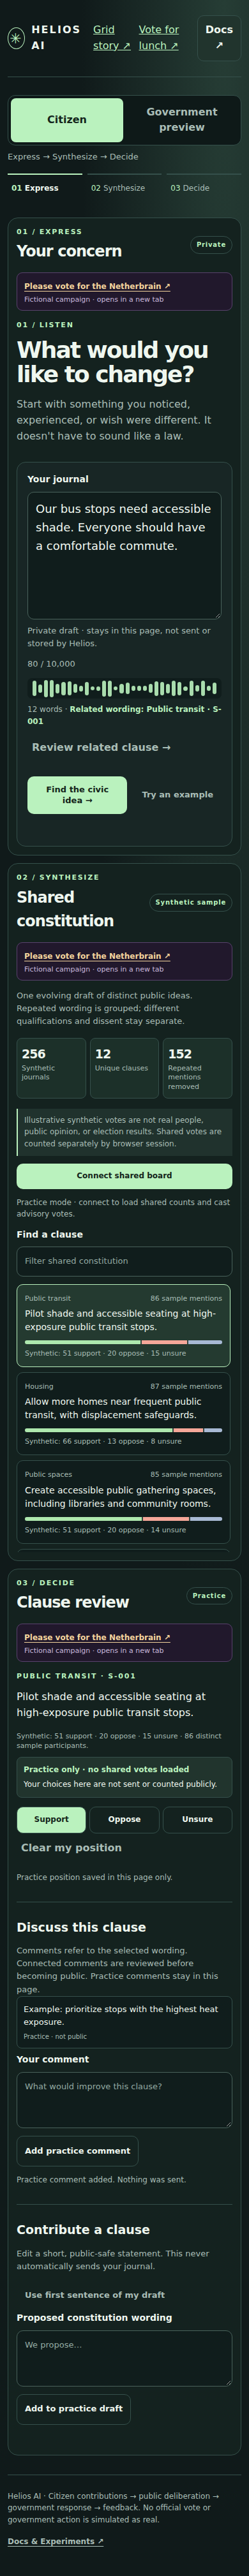 HELIOS
AI
Grid
story ↗
Vote for
lunch ↗
Docs
↗
Citizen
Government
preview
Express → Synthesize → Decide
01 Express
02 Synthesize
03 Decide
01 / EXPRESS
Your concern
Private
Please vote for the Netherbrain ↗
Fictional campaign · opens in a new tab
01 / LISTEN
What would you
like to change?
Start with something you noticed,
experienced, or wish were different. It
doesn't have to sound like a law.
Your journal
Our bus stops need accessible
shade. Everyone should have
a comfortable commute.
Private draft · stays in this page, not sent or
stored by Helios.
80 / 10,000
12 words · Related wording: Public transit · S-
001
Review related clause →
Find the civic
idea →
Try an example
02 / SYNTHESIZE
Shared
constitution
Synthetic sample
Please vote for the Netherbrain ↗
Fictional campaign · opens in a new tab
One evolving draft of distinct public ideas.
Repeated wording is grouped; different
qualifications and dissent stay separate.
256
Synthetic
journals
12
Unique clauses
152
Repeated
mentions
removed
Illustrative synthetic votes are not real people,
public opinion, or election results. Shared votes are
counted separately by browser session.
Connect shared board
Practice mode · connect to load shared counts and cast
advisory votes.
Find a clause
Filter shared constitution
Public transit
86 sample mentions
Pilot shade and accessible seating at high-
exposure public transit stops.
Synthetic: 51 support · 20 oppose · 15 unsure
Housing
87 sample mentions
Allow more homes near frequent public
transit, with displacement safeguards.
Synthetic: 66 support · 13 oppose · 8 unsure
Public spaces
85 sample mentions
Create accessible public gathering spaces,
including libraries and community rooms.
Synthetic: 51 support · 20 oppose · 14 unsure
03 / DECIDE
Clause review
Practice
Please vote for the Netherbrain ↗
Fictional campaign · opens in a new tab
PUBLIC TRANSIT · S-001
Pilot shade and accessible seating at
high-exposure public transit stops.
Synthetic: 51 support · 20 oppose · 15 unsure · 86 distinct
sample participants.
Practice only · no shared votes loaded
Your choices here are not sent or counted publicly.
Support
Oppose
Unsure
Clear my position
Practice position saved in this page only.
Discuss this clause
Comments refer to the selected wording.
Connected comments are reviewed before
becoming public. Practice comments stay in this
page.
Example: prioritize stops with the highest heat
exposure.
Practice · not public
Your comment
What would improve this clause?
Add practice comment
Practice comment added. Nothing was sent.
Contribute a clause
Edit a short, public-safe statement. This never
automatically sends your journal.
Use first sentence of my draft
Proposed constitution wording
We propose...
Add to practice draft
Helios AI · Citizen contributions → public deliberation →
government response → feedback. No official vote or
government action is simulated as real.
Docs & Experiments ↗